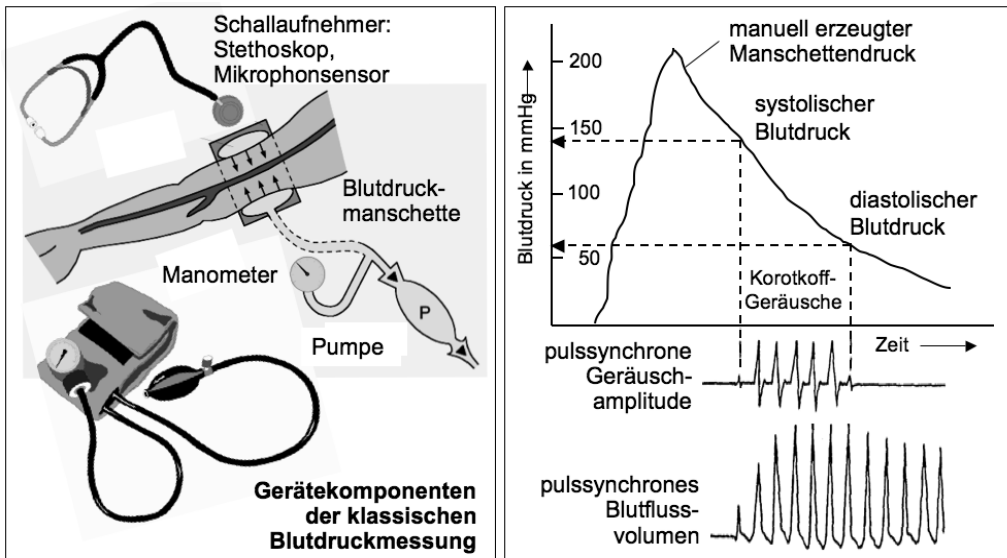 Schallaufnehmer:
Stethoskop,
Mikrophonsensor
Blutdruck-
manschette
Manometer
P
Pumpe
Gerätekomponenten
der klassischen
Blutdruckmessung
Blutdruck in mmHg
200
150
100
50
manuell erzeugter
Manschettendruck
systolischer
Blutdruck
diastolischer
Blutdruck
Korotkoff-
Geräusche
Zeit
pulssynchrone
Geräusch-
amplitude
pulssynchrones
Blutfluss-
volumen